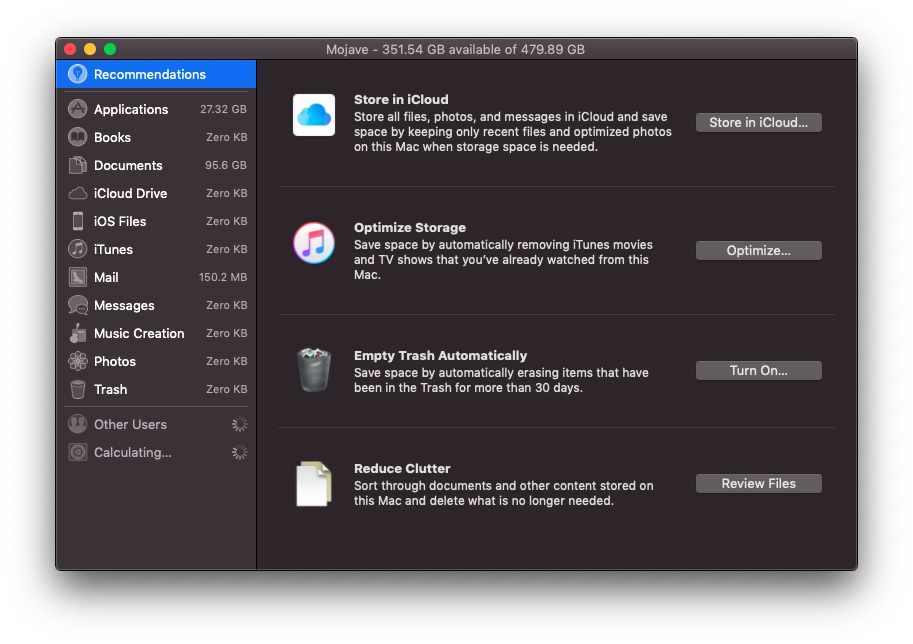 Mojave - 351.54 GB available of 479.89 GB
Recommendations
Applications 27.32 GB
Books Zero KB
Documents 95.6 GB
iCloud Drive Zero KB
iOS Files Zero KB
iTunes Zero KB
Mail 150.2 MB
Messages Zero KB
Music Creation Zero KB
Photos Zero KB
Trash Zero KB
Other Users
Calculating...
Store in iCloud
Store all files, photos, and messages in iCloud and save
space by keeping only recent files and optimized photos
on this Mac when storage space is needed.
Store in iCloud...
Optimize Storage
Save space by automatically removing iTunes movies
and TV shows that you’ve already watched from this
Mac.
Optimize...
Empty Trash Automatically
Save space by automatically erasing items that have
been in the Trash for more than 30 days.
Turn On...
Reduce Clutter
Sort through documents and other content stored on
this Mac and delete what is no longer needed.
Review Files